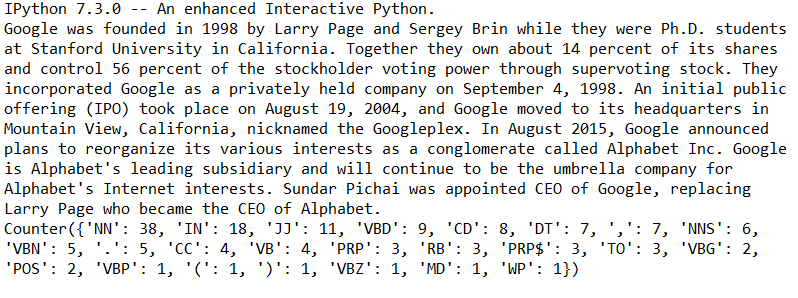 IPython 7.3.0 -- An enhanced Interactive Python.
Google was founded in 1998 by Larry Page and Sergey Brin while they were Ph.D. students
at Stanford University in California. Together they own about 14 percent of its shares
and control 56 percent of the stockholder voting power through supervoting stock. They
incorporated Google as a privately held company on September 4, 1998. An initial public
offering (IPO) took place on August 19, 2004, and Google moved to its headquarters in
Mountain View, California, nicknamed the Googleplex. In August 2015, Google announced
plans to reorganize its various interests as a conglomerate called Alphabet Inc. Google
is Alphabet's leading subsidiary and will continue to be the umbrella company for
Alphabet's Internet interests. Sundar Pichai was appointed CEO of Google, replacing
Larry Page who became the CEO of Alphabet.
Counter({'NN': 38, 'IN': 18, 'JJ': 11, 'VBD': 9, 'CD': 8, 'DT': 7, ',': 7, 'NNS': 6,
'VBN': 5, '.': 5, 'CC': 4, 'VB': 4, 'PRP': 3, 'RB': 3, 'PRP$': 3, 'TO': 3, 'VBG': 2,
'POS': 2, 'VBP': 1, '(': 1, ')': 1, 'VBZ': 1, 'MD': 1, 'WP': 1})